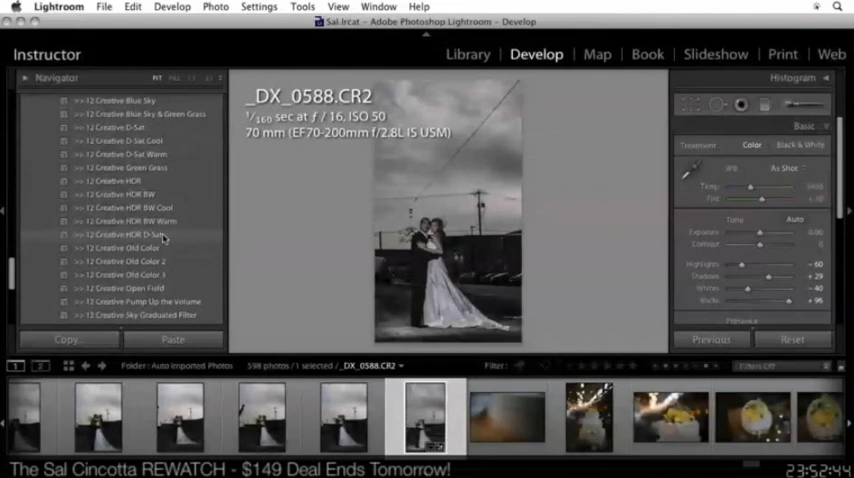 Lightroom File Edit Develop Photo Settings Tools View Window Help
Sal.lrcat - Adobe Photoshop Lightroom - Develop
Instructor
Library Develop Map Book Slideshow Print Web
Navigator FIT
Histogram
_DX_0588.CR2
1/160 sec at f / 16, ISO 50
70 mm (EF70-200mm f/2.8L IS USM)
>> 12 Creative Blue Sky
>> 12 Creative Blue Sky & Green Grass
>> 12 Creative D-Sat
>> 12 Creative D-Sat Cool
>> 12 Creative D-Sat Warm
>> 12 Creative Green Grass
>> 12 Creative HDR
>> 12 Creative HDR BW
>> 12 Creative HDR BW Cool
>> 12 Creative HDR BW Warm
>> 12 Creative HDR D-Sat
>> 12 Creative Old Color
>> 12 Creative Old Color 2
>> 12 Creative Old Color 3
>> 12 Creative Open Field
>> 12 Creative Pump Up the Volume
>> 12 Creative Sky Graduated Filter
Basic
Treatment Color Black & White
WB: As Shot
Temp
Tint
Tone Auto
Exposure 0.00
Contrast 0
Highlights - 60
Shadows + 29
Whites - 40
Blacks + 96
Presence
Copy... Paste
Previous Reset
1 2 Folder : Auto Imported Photos 598 photos / 1 selected / _DX_0588.CR2
Filter : Filters Off
The Sal Cincotta REWATCH - $149 Deal Ends Tomorrow!
23:52:44